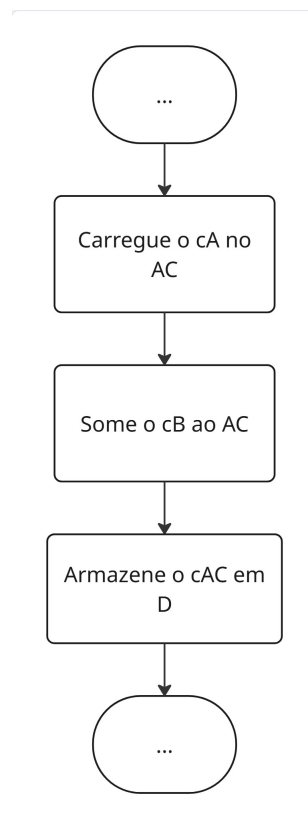 ...
Carregue o cA no
AC
Some o cB ao AC
Armazene o cAC em
D
...